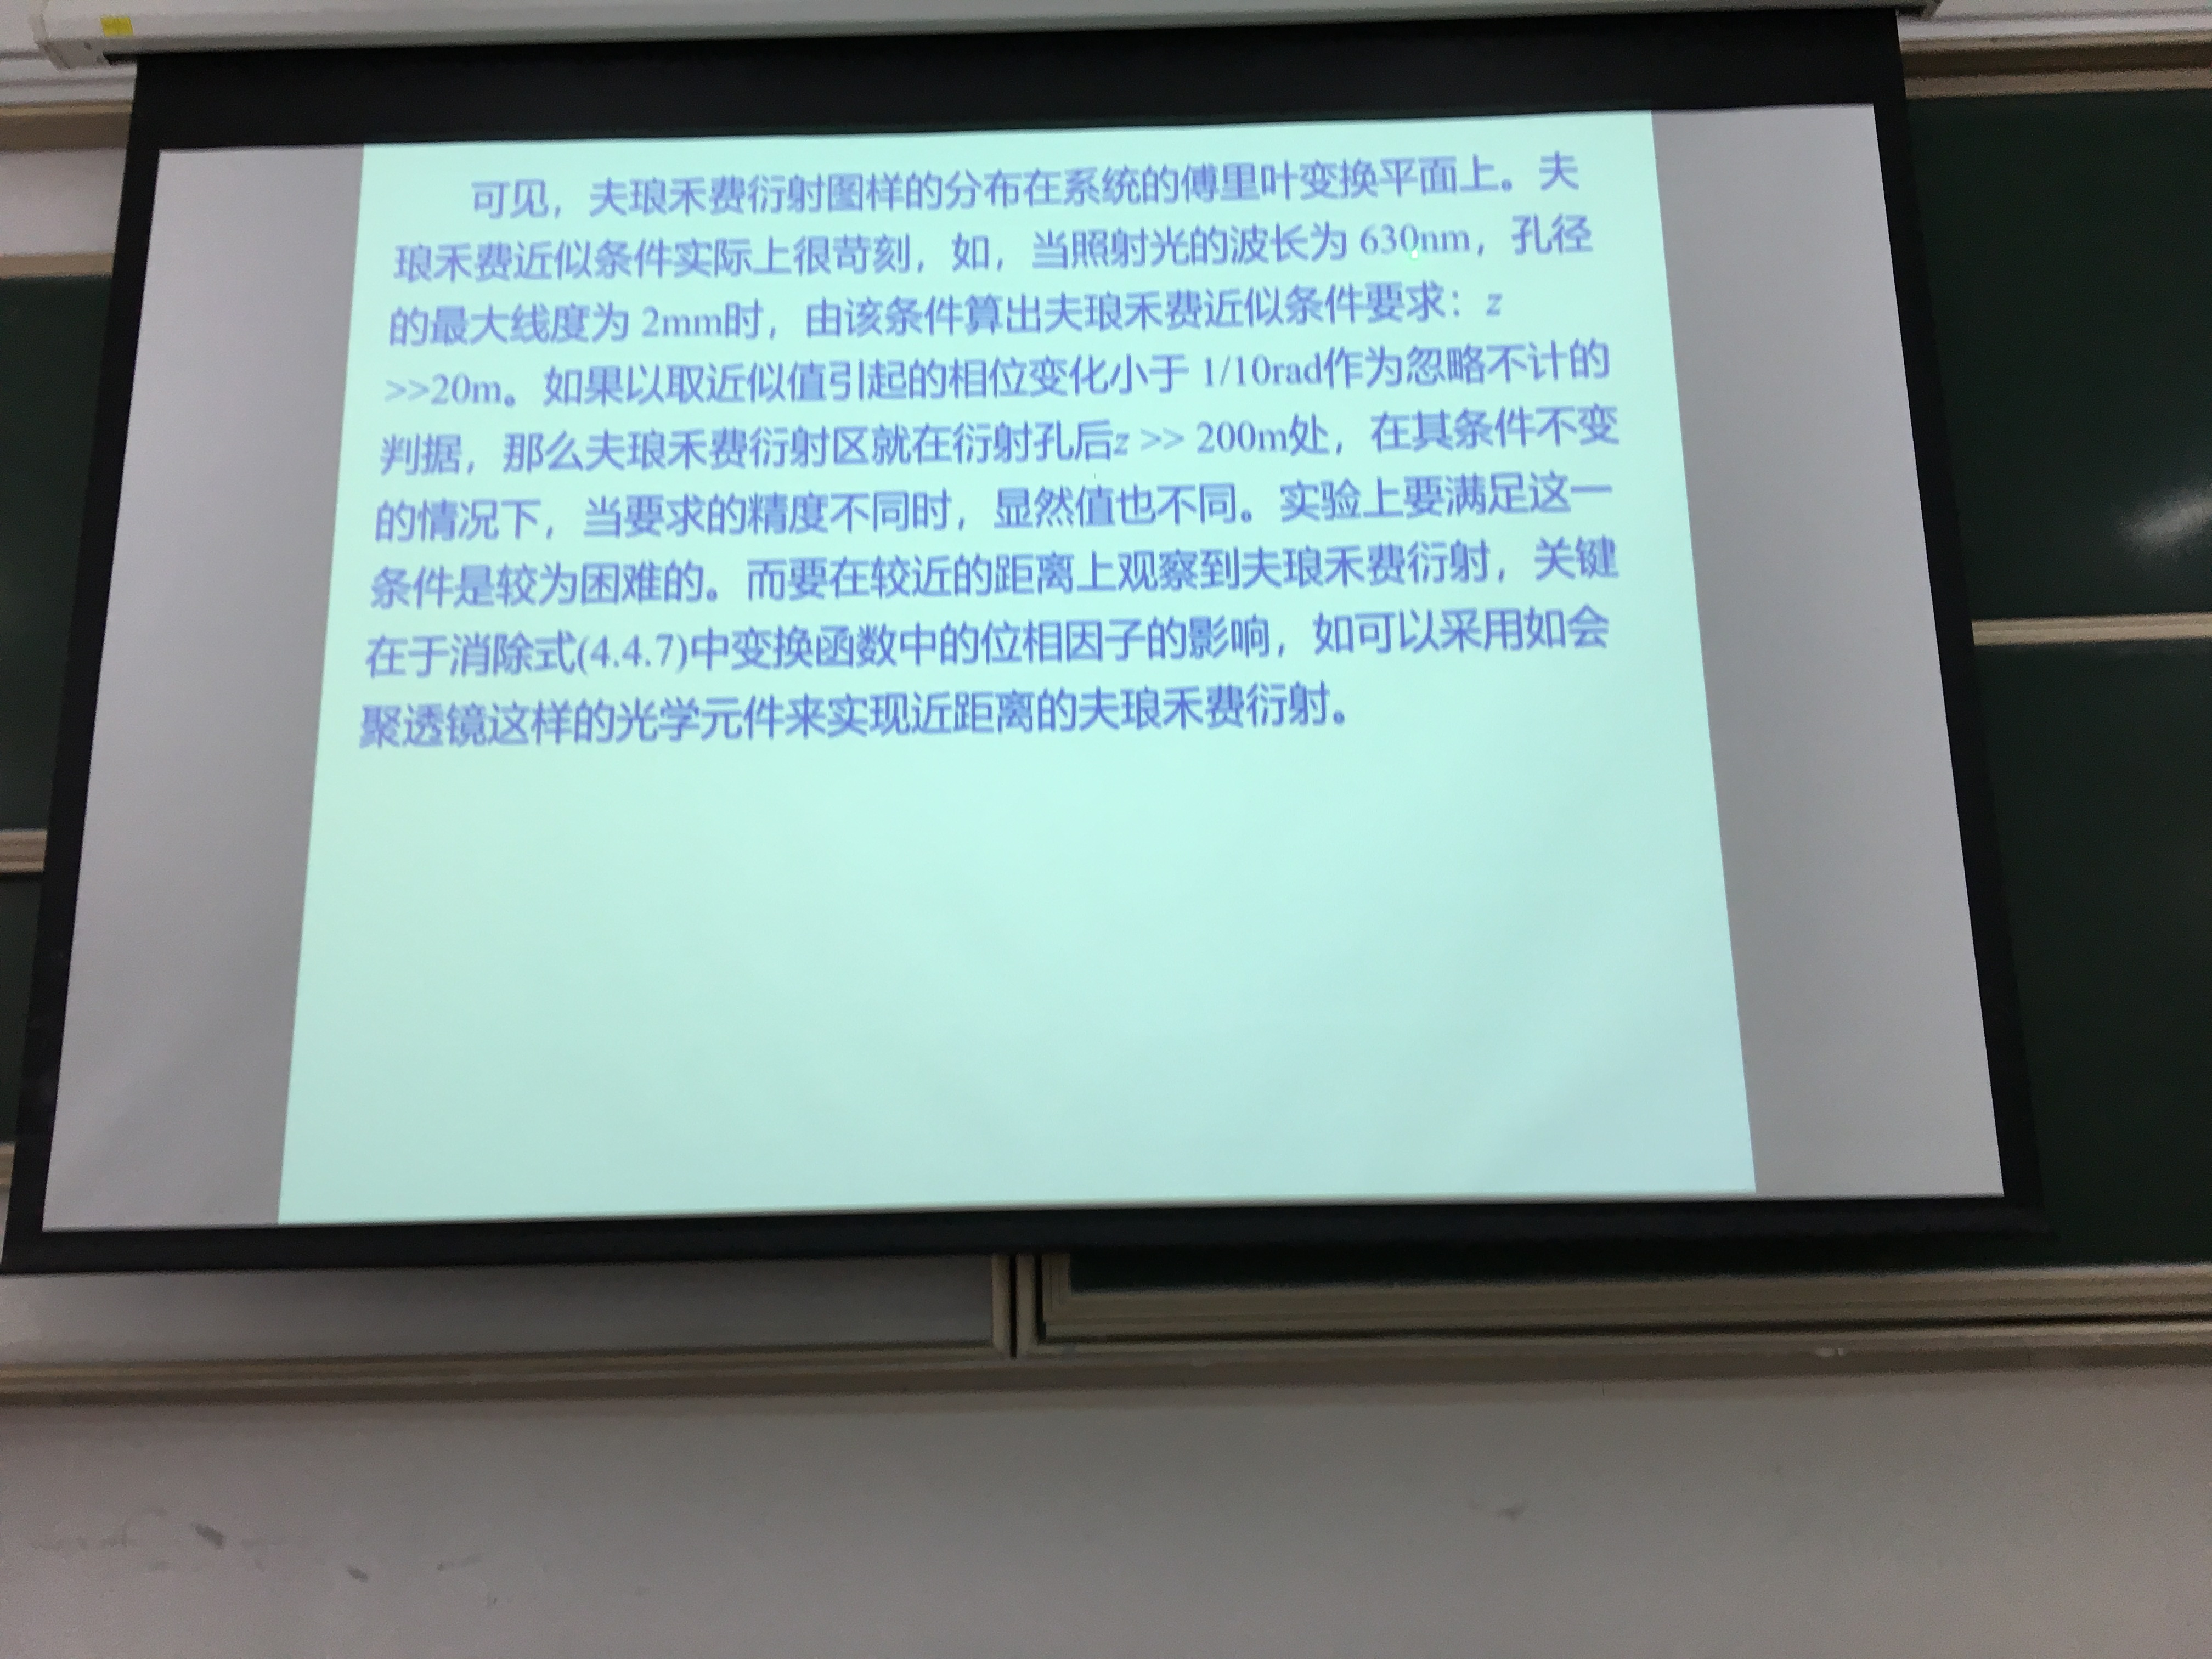 可见，夫琅禾费衍射图样的分布在系统的傅里叶变换平面上。夫
琅禾费近似条件实际上很苛刻，如，当照射光的波长为 630nm，孔径
的最大线度为 2mm时，由该条件算出夫琅禾费近似条件要求：z
>>20m。如果以取近似值引起的相位变化小于 1/10rad作为忽略不计的
判据，那么夫琅禾费衍射区就在衍射孔后z >> 200m处，在其条件不变
的情况下，当要求的精度不同时，显然值也不同。实验上要满足这一
条件是较为困难的。而要在较近的距离上观察到夫琅禾费衍射，关键
在于消除式(4.4.7)中变换函数中的位相因子的影响，如可以采用如会
聚透镜这样的光学元件来实现近距离的夫琅禾费衍射。